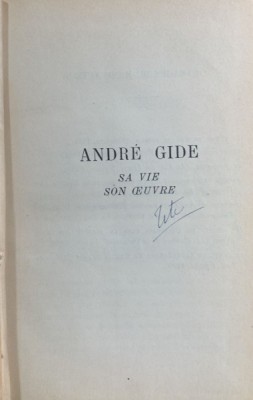 ANDRÉ GIDE
SA VIE
SON ŒUVRE